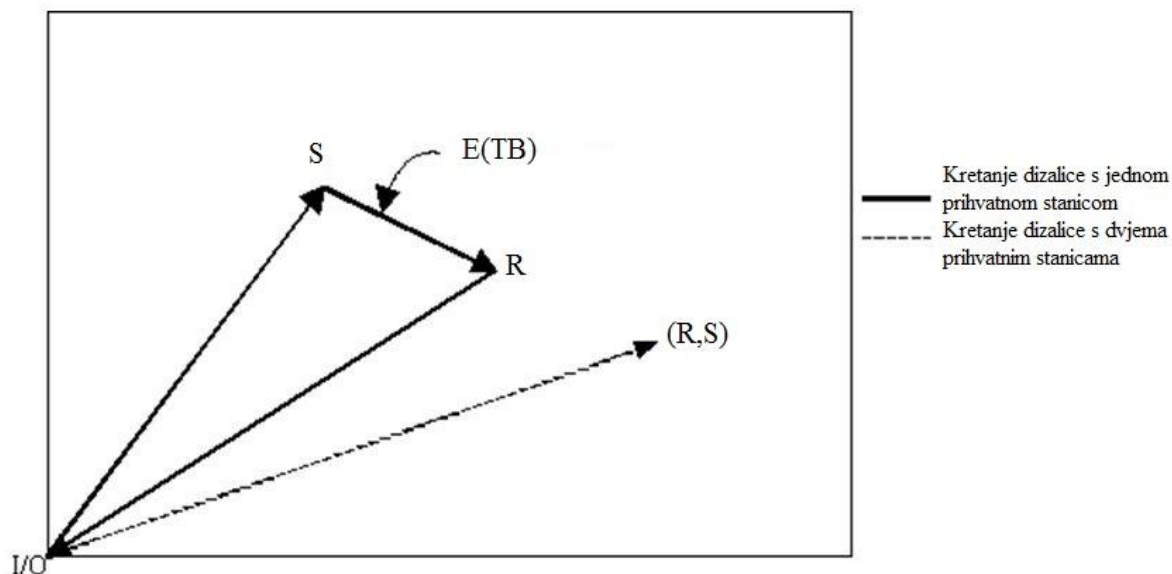 S
E(TB)
R
(R,S)
I/O
Kretanje dizalice s jednom
prihvatnom stanicom
Kretanje dizalice s dvjema
prihvatnim stanicama